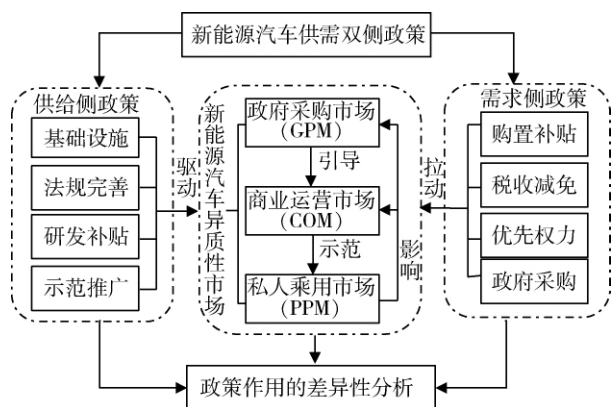 新能源汽车供需双侧政策
供给侧政策
基础设施
法规完善
研发补贴
示范推广
驱动
新能源汽车异质性市场
政府采购市场
(GPM)
引导
商业运营市场
(COM)
示范
私人乘用市场
(PPM)
影响
拉动
需求侧政策
购置补贴
税收减免
优先权力
政府采购
政策作用的差异性分析